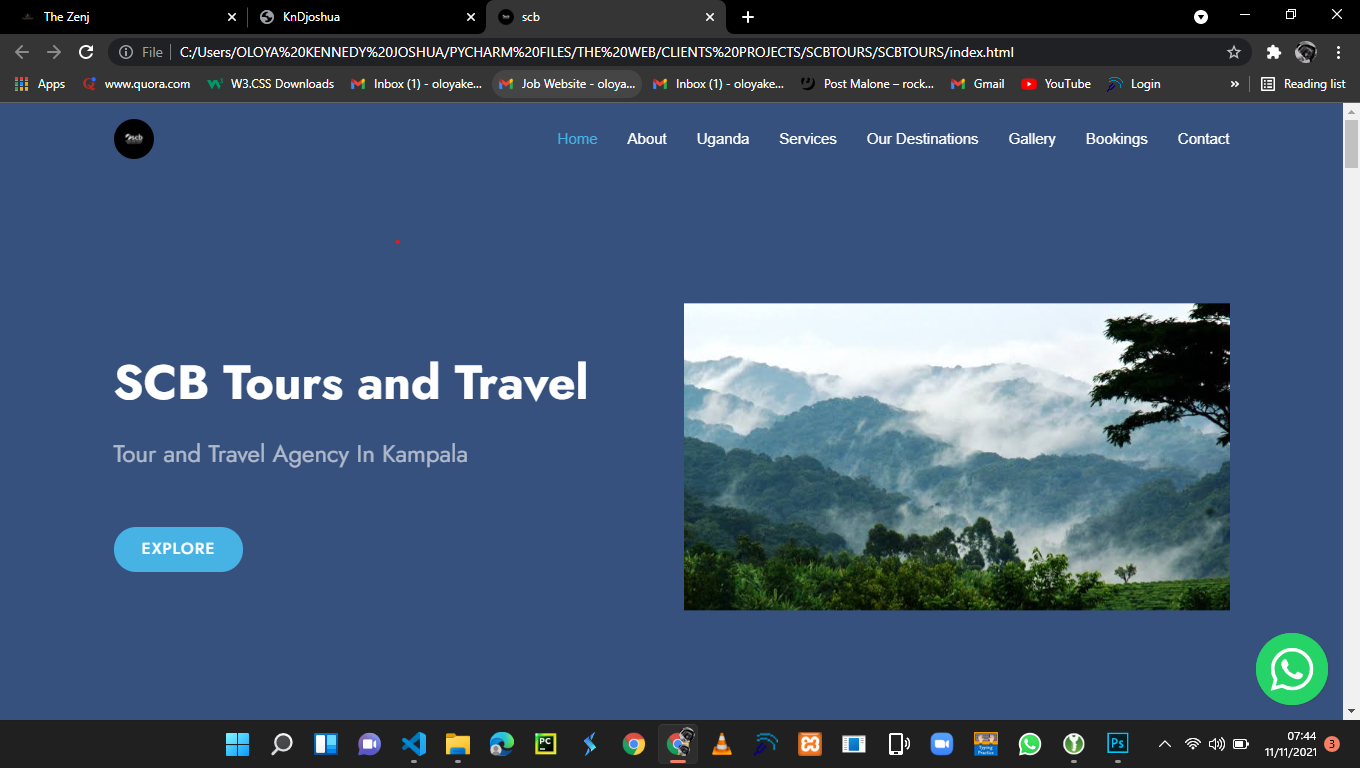 The Zenj
KnDjoshua
scb
File
C:/Users/OLOYA%20KENNEDY%20JOSHUA/PYCHARM%20FILES/THE%20WEB/CLIENTS%20PROJECTS/SCBTOURS/SCBTOURS/index.html
Apps
www.quora.com
W3.CSS Downloads
Inbox (1) - oloyake...
Job Website - oloya...
Inbox (1) - oloyake...
Post Malone – rock...
Gmail
YouTube
Login
»
Reading list
scb
Home
About
Uganda
Services
Our Destinations
Gallery
Bookings
Contact
SCB Tours and Travel
Tour and Travel Agency In Kampala
EXPLORE
PC
Ps
07:44
11/11/2021
3